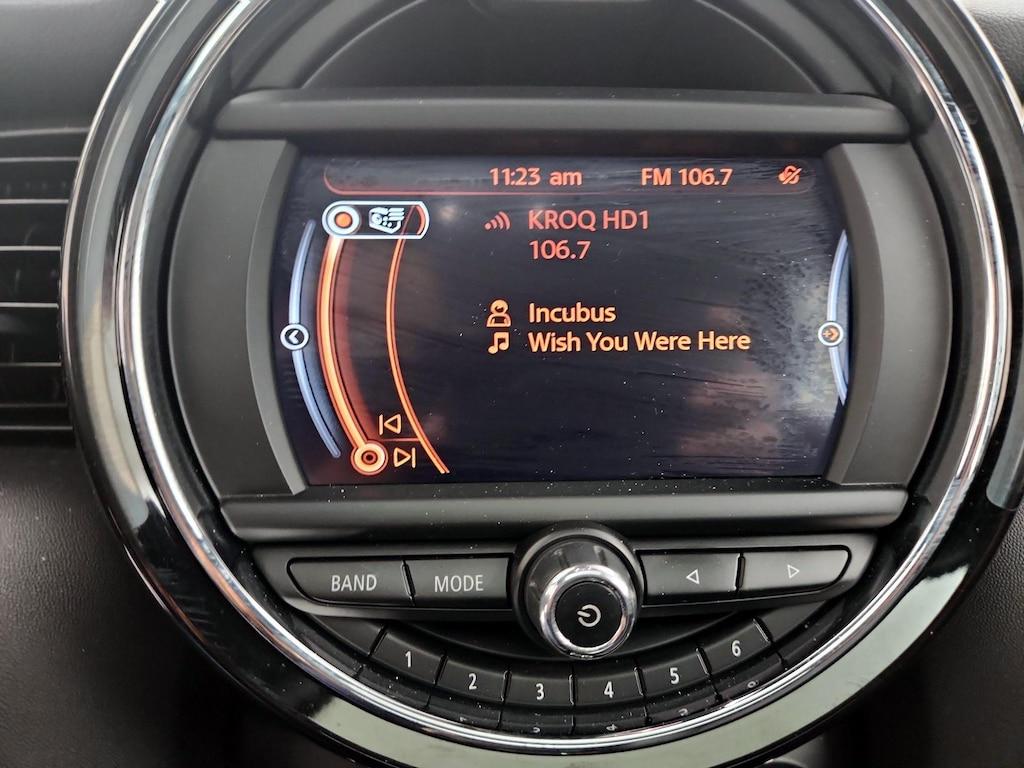 11:23 am FM 106.7
KROQ HD1
106.7
Incubus
Wish You Were Here
BAND MODE
1 2 3 4 5 6